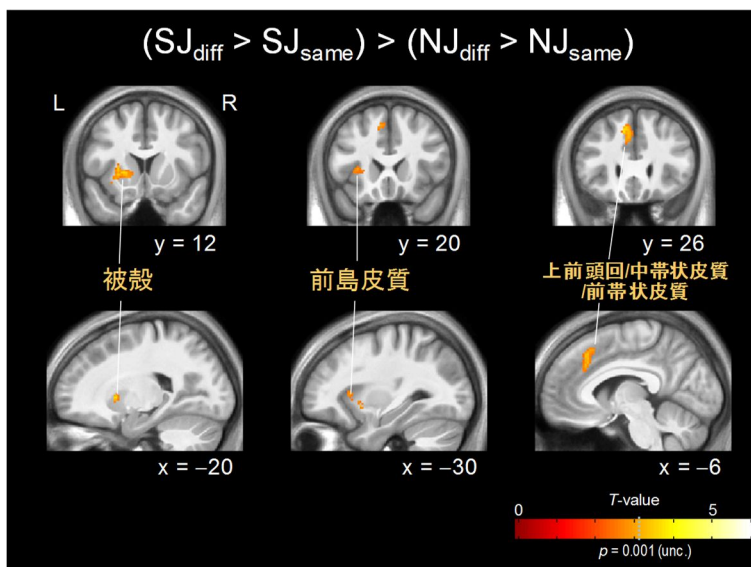 (SJdiff > SJsame) > (NJdiff > NJsame)
L R
y = 12 y = 20 y = 26
被殻 前島皮質 上前頭回/中帯状皮質
/前帯状皮質
x = −20 x = −30 x = −6
T-value
0 5
p = 0.001 (unc.)